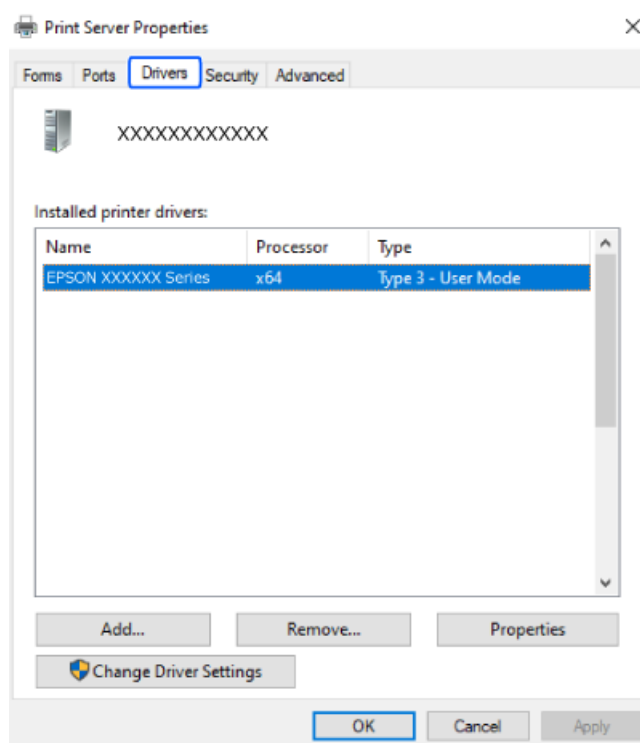 Print Server Properties
Forms Ports Drivers Security Advanced
XXXXXXXXXXXX
Installed printer drivers:
Name Processor Type
EPSON XXXXXX Series x64 Type 3 - User Mode
Add... Remove... Properties
Change Driver Settings
OK Cancel Apply